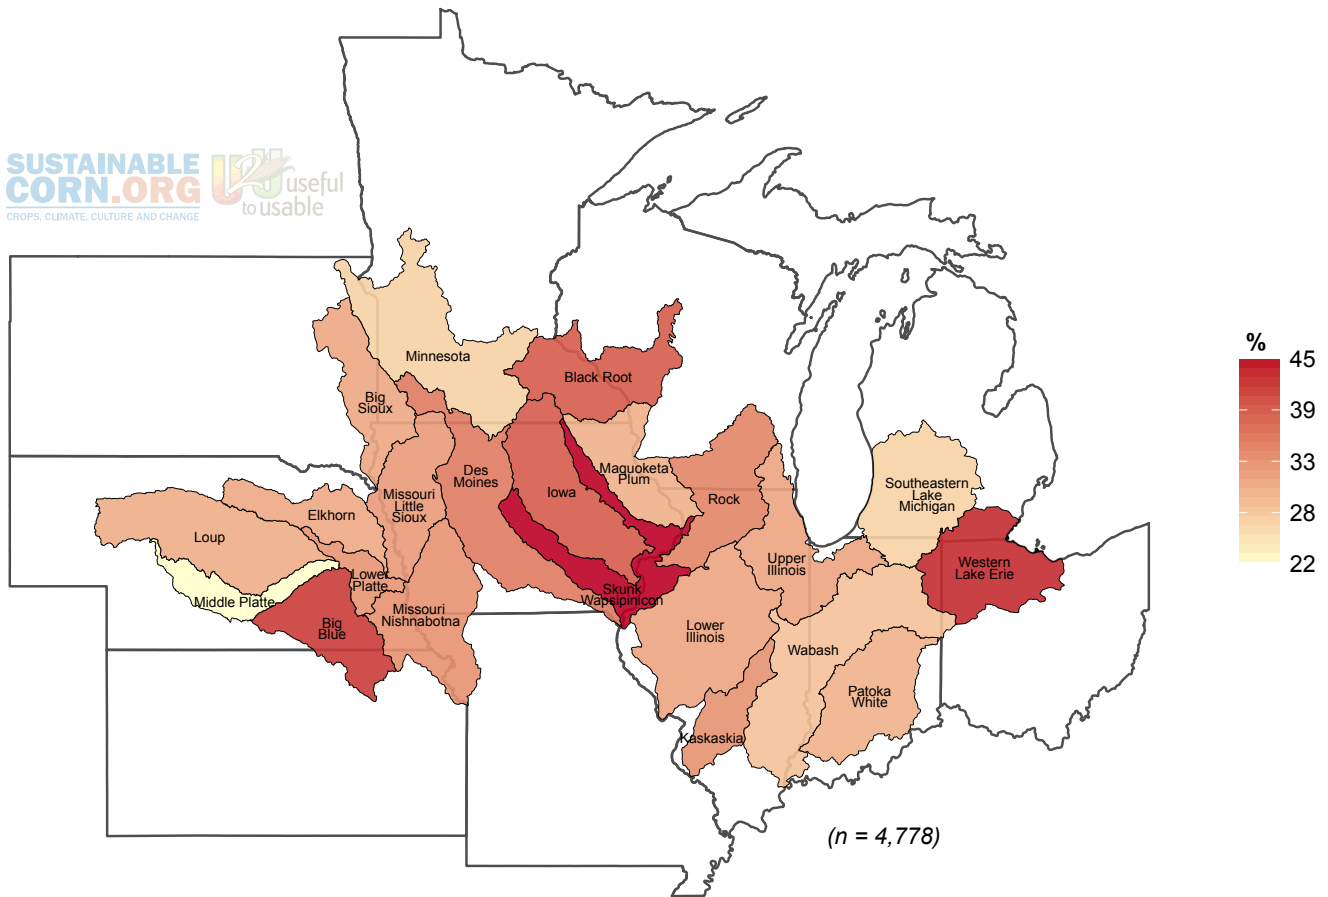 SUSTAINABLE
CORN.ORG
CROPS, CLIMATE, CULTURE AND CHANGE
U2U useful
to usable
Minnesota
Black Root
Big
Sioux
Maquoketa
Plum
Des
Moines
Iowa
Rock
Missouri
Little
Sioux
Southeastern
Lake
Michigan
Elkhorn
Loup
Upper
Illinois
Western
Lake Erie
Lower
Platte
Middle Platte
Skunk
Wapsipinicon
Missouri
Nishnabotna
Big
Blue
Lower
Illinois
Wabash
Patoka
White
Kaskaskia
(n = 4,778)
%
45
39
33
28
22